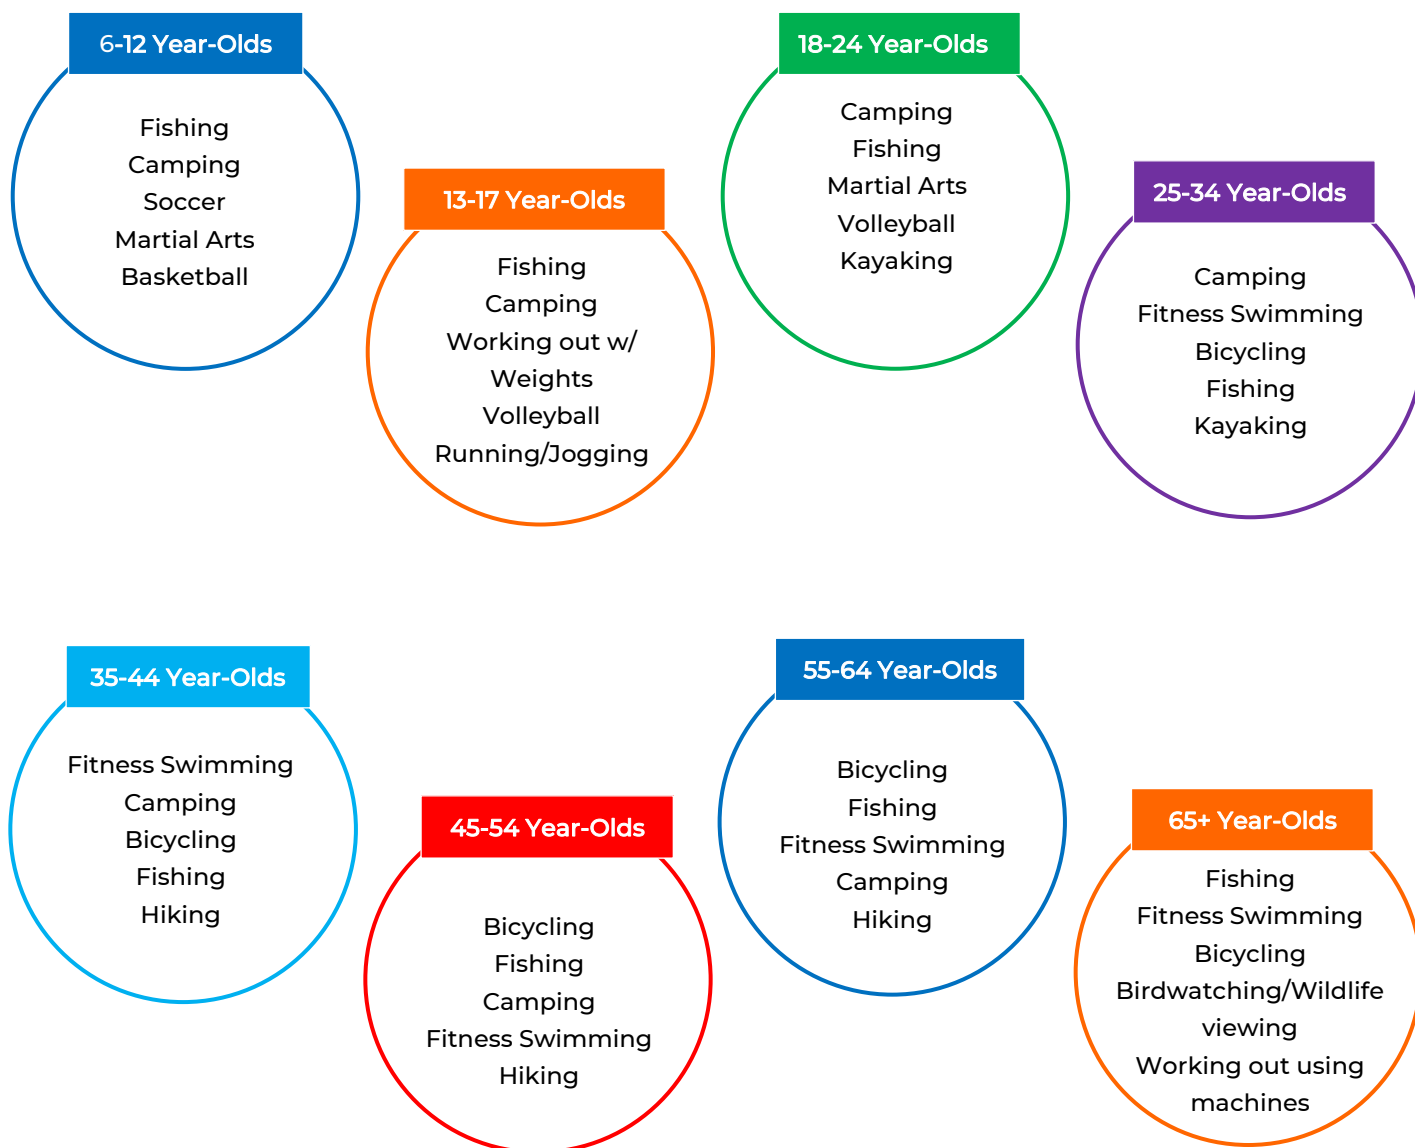 6-12 Year-Olds
Fishing
Camping
Soccer
Martial Arts
Basketball
13-17 Year-Olds
Fishing
Camping
Working out w/
Weights
Volleyball
Running/Jogging
18-24 Year-Olds
Camping
Fishing
Martial Arts
Volleyball
Kayaking
25-34 Year-Olds
Camping
Fitness Swimming
Bicycling
Fishing
Kayaking
35-44 Year-Olds
Fitness Swimming
Camping
Bicycling
Fishing
Hiking
45-54 Year-Olds
Bicycling
Fishing
Camping
Fitness Swimming
Hiking
55-64 Year-Olds
Bicycling
Fishing
Fitness Swimming
Camping
Hiking
65+ Year-Olds
Fishing
Fitness Swimming
Bicycling
Birdwatching/Wildlife
viewing
Working out using
machines